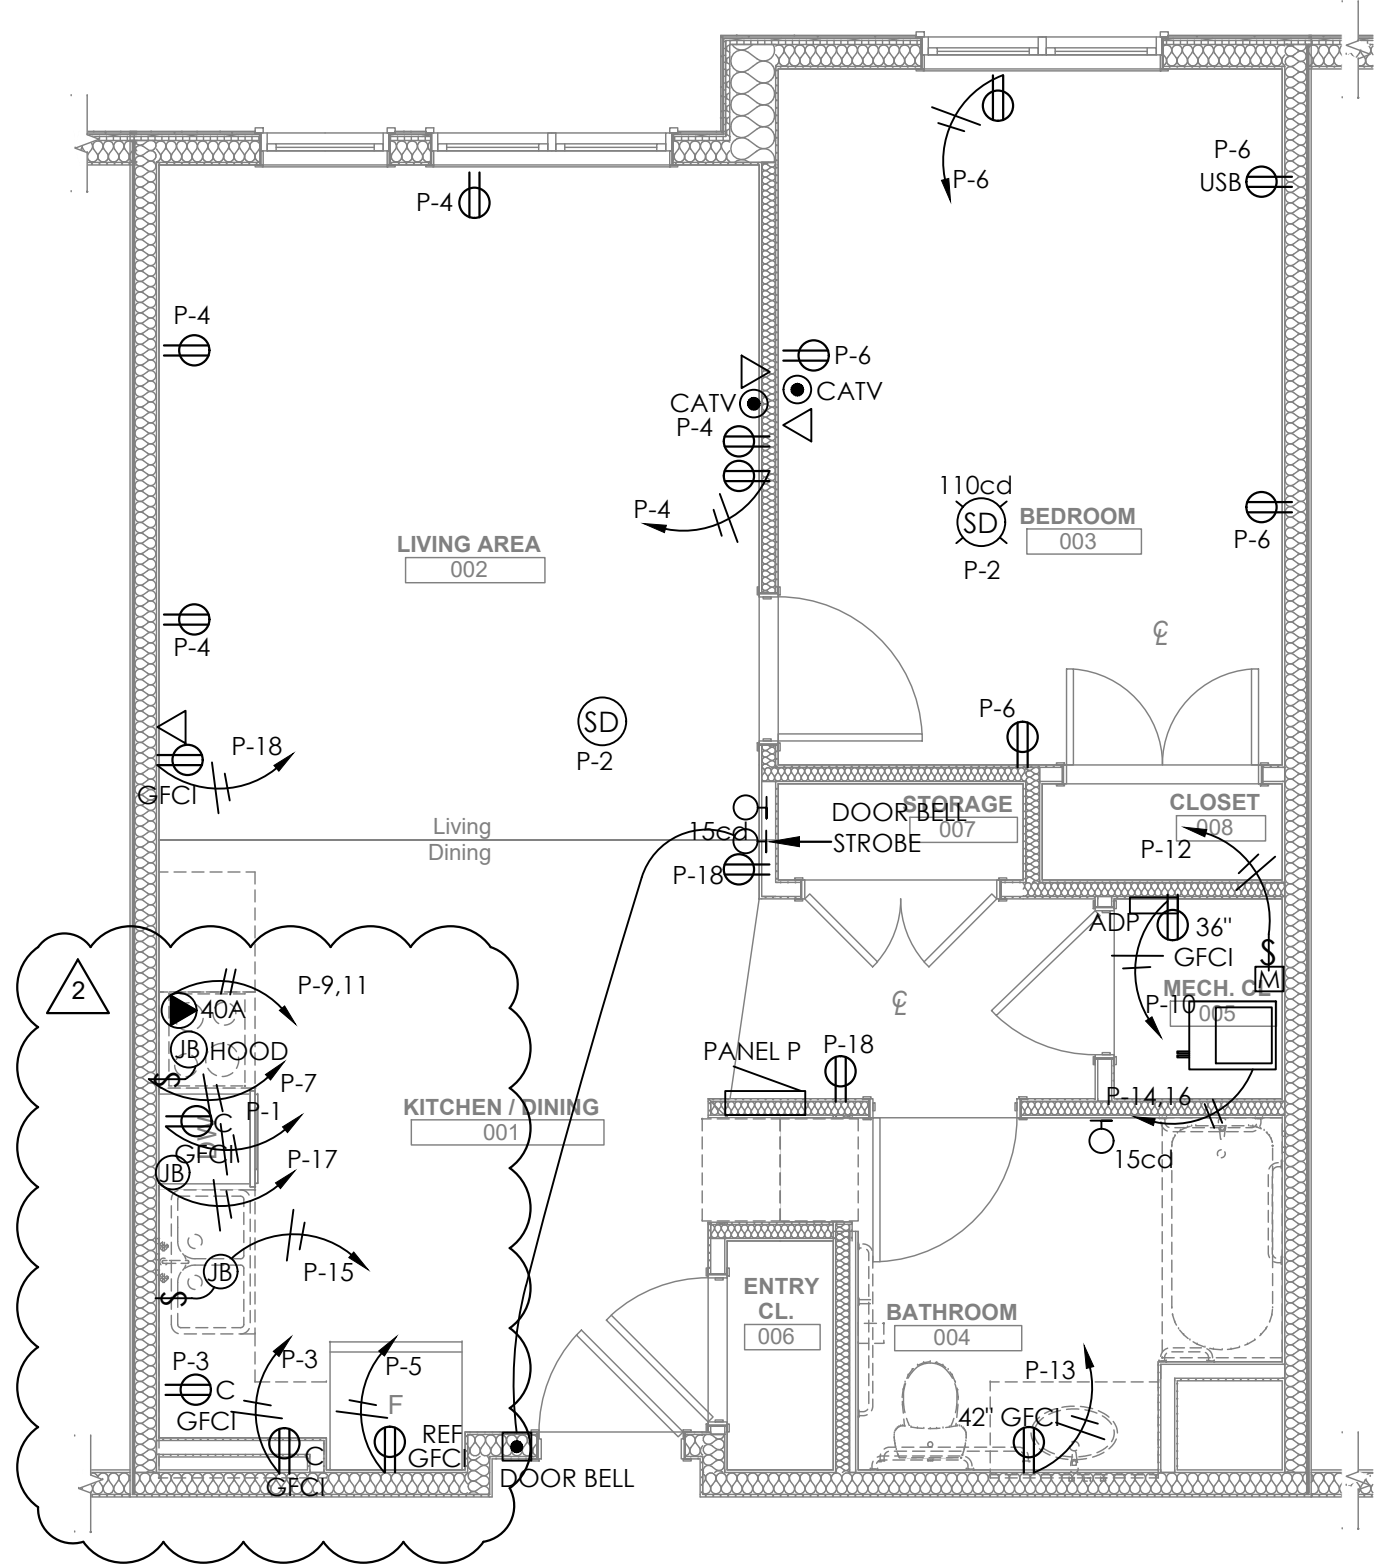 P-6
P-6
USB
P-4
P-4
P-6
CATV
CATV
P-4
110cd
P-4
SD
BEDROOM
003
P-6
P-2
LIVING AREA
002
P-4
℄
SD
P-2
P-6
P-18
GFCI
STORAGE
007
CLOSET
008
DOOR BELL
STROBE
15cd
Living
Dining
P-12
P-18
ADP
36"
GFCI
M
MECH. CL
005
2
P-9,11
40A
℄
P-10
JB
HOOD
PANEL P
P-18
P-7
P-14,16
P-1
C
GFCI
DW
KITCHEN / DINING
001
15cd
P-17
JB
JB
P-15
ENTRY
CL.
006
BATHROOM
004
P-3
P-3
P-5
P-13
C
GFCI
F
REF
GFCI
42" GFCI
C
GFCI
DOOR BELL
S
S
S